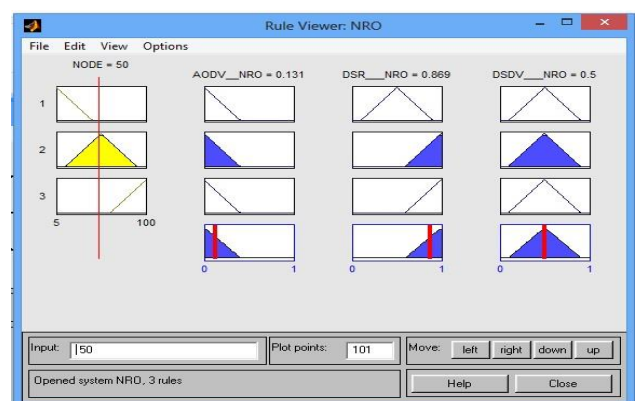 Rule Viewer: NRO
File Edit View Options
NODE = 50
AODV__NRO = 0.131
DSR___NRO = 0.869
DSDV___NRO = 0.5
1
2
3
5 100
0 1
0 1
0 1
Input: 50
Plot points: 101
Move: left right down up
Opened system NRO, 3 rules
Help
Close